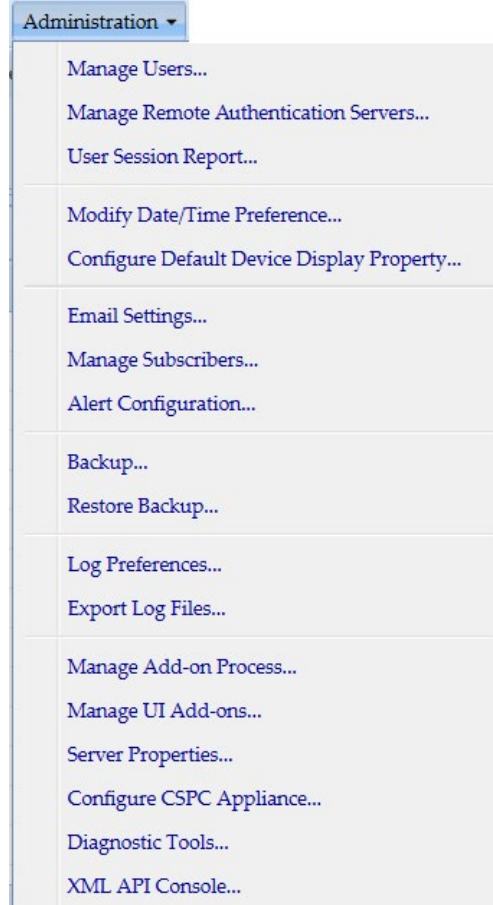 Administration
Manage Users...
Manage Remote Authentication Servers...
User Session Report...
Modify Date/Time Preference...
Configure Default Device Display Property...
Email Settings...
Manage Subscribers...
Alert Configuration...
Backup...
Restore Backup...
Log Preferences...
Export Log Files...
Manage Add-on Process...
Manage UI Add-ons...
Server Properties...
Configure CSPC Appliance...
Diagnostic Tools...
XML API Console...